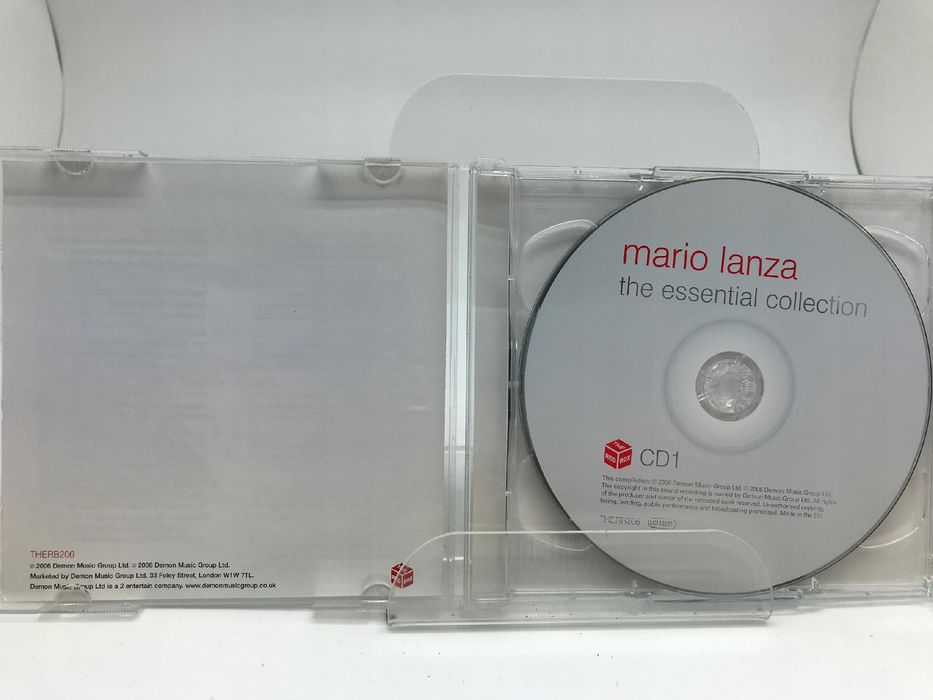 THERB206
℗ 2006 Demon Music Group Ltd. © 2006 Demon Music Group Ltd.
Marketed by Demon Music Group Ltd. 33 Foley Street, London W1W 7TL.
Demon Music Group Ltd is a 2 entertain company. www.demonmusicgroup.co.uk
mario lanza
the essential collection
THE
RED BOX
CD1
This compilation: ℗ 2006 Demon Music Group Ltd. © 2006 Demon Music Group Ltd.
The copyright in this sound recording is owned by Demon Music Group Ltd. All rights
of the producer and owner of the recorded work reserved. Unauthorised copying,
hiring, lending, public performance and broadcasting prohibited. Made in the EU.
THERB206